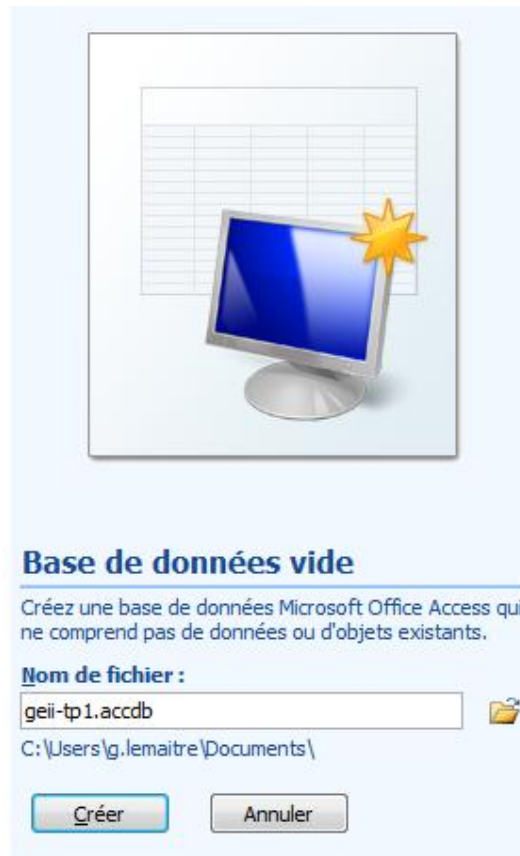 Base de données vide
Créez une base de données Microsoft Office Access qui
ne comprend pas de données ou d'objets existants.
Nom de fichier :
geii-tp1.accdb
C:\Users\g.lemaitre\Documents\
Créer Annuler